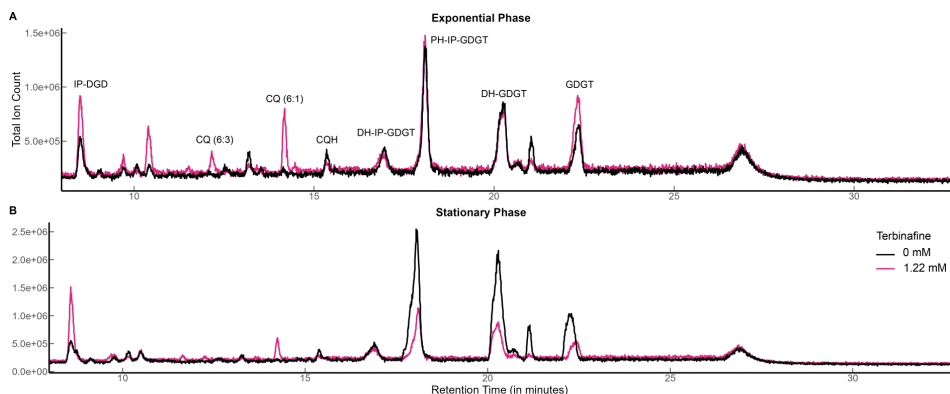 A
Exponential Phase
1.5e+06
PH-IP-GDGT
1.0e+06
IP-DGD
CQ (6:1)
DH-GDGT
GDGT
5.0e+05
CQ (6:3)
CQH
DH-IP-GDGT
Total Ion Count
10 15 20 25 30
B
Stationary Phase
2.5e+06
Terbinafine
2.0e+06
0 mM
1.5e+06
1.22 mM
1.0e+06
5.0e+05
0.0e+00
10 15 20 25 30
Retention Time (in minutes)